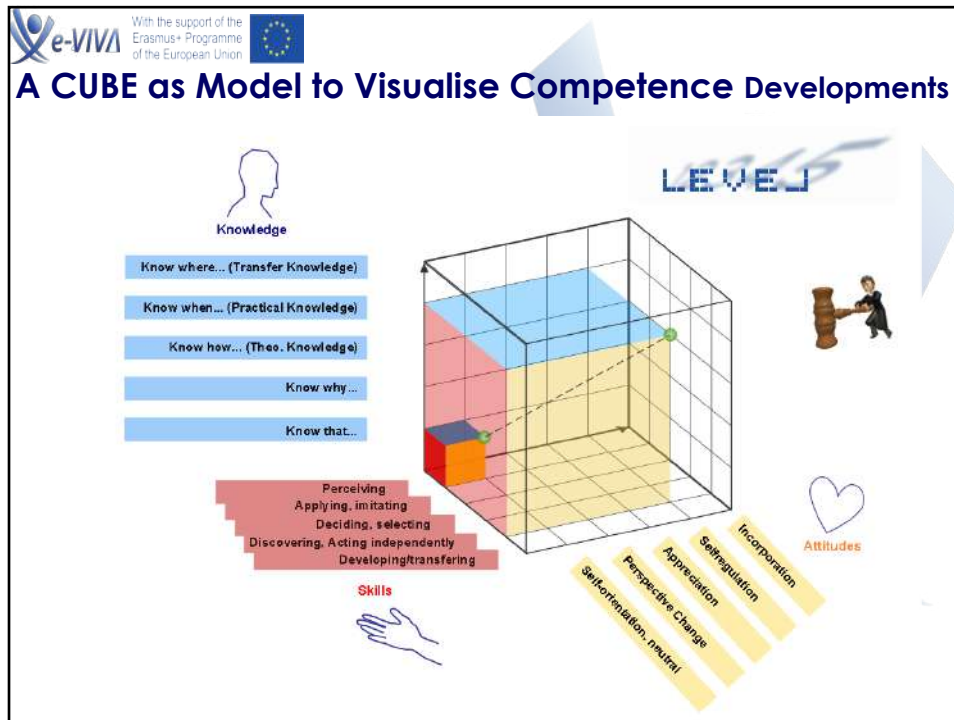 e-VIVA
With the support of the
Erasmus+ Programme
of the European Union
A CUBE as Model to Visualise Competence Developments
LEVEL
Knowledge
Know where... (Transfer Knowledge)
Know when... (Practical Knowledge)
Know how... (Theo. Knowledge)
Know why...
Know that...
Perceiving
Applying, imitating
Deciding, selecting
Discovering, Acting independently
Developing/transfering
Skills
Self-orientation, neutral
Perspective Change
Appreciation
Selfregulation
Incorporation
Attitudes